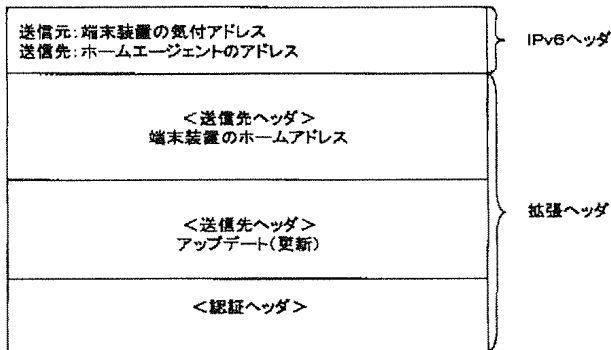 送信元:端末装置の気付アドレス
送信先:ホームエージェントのアドレス
IPv6ヘッダ
<送信先ヘッダ>
端末装置のホームアドレス
<送信先ヘッダ>
アップデート(更新)
拡張ヘッダ
<認証ヘッダ>